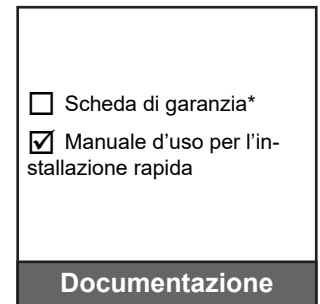 ☐ Scheda di garanzia*
☑ Manuale d'uso per l'in-
stallazione rapida
Documentazione